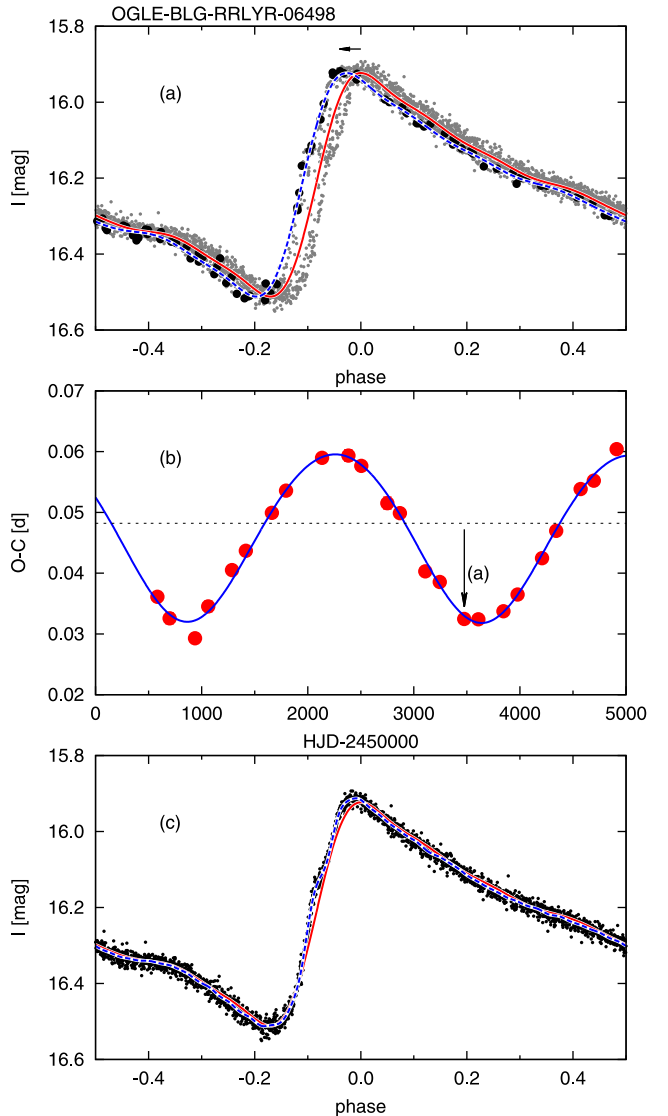 OGLE-BLG-RRLYR-06498
15.8
16.0
16.2
16.4
16.6
I [mag]
(a)
-0.4 -0.2 0.0 0.2 0.4
phase
0.07
0.06
0.05
0.04
0.03
0.02
O-C [d]
(b)
(a)
0 1000 2000 3000 4000 5000
HJD-2450000
15.8
16.0
16.2
16.4
16.6
I [mag]
(c)
-0.4 -0.2 0.0 0.2 0.4
phase